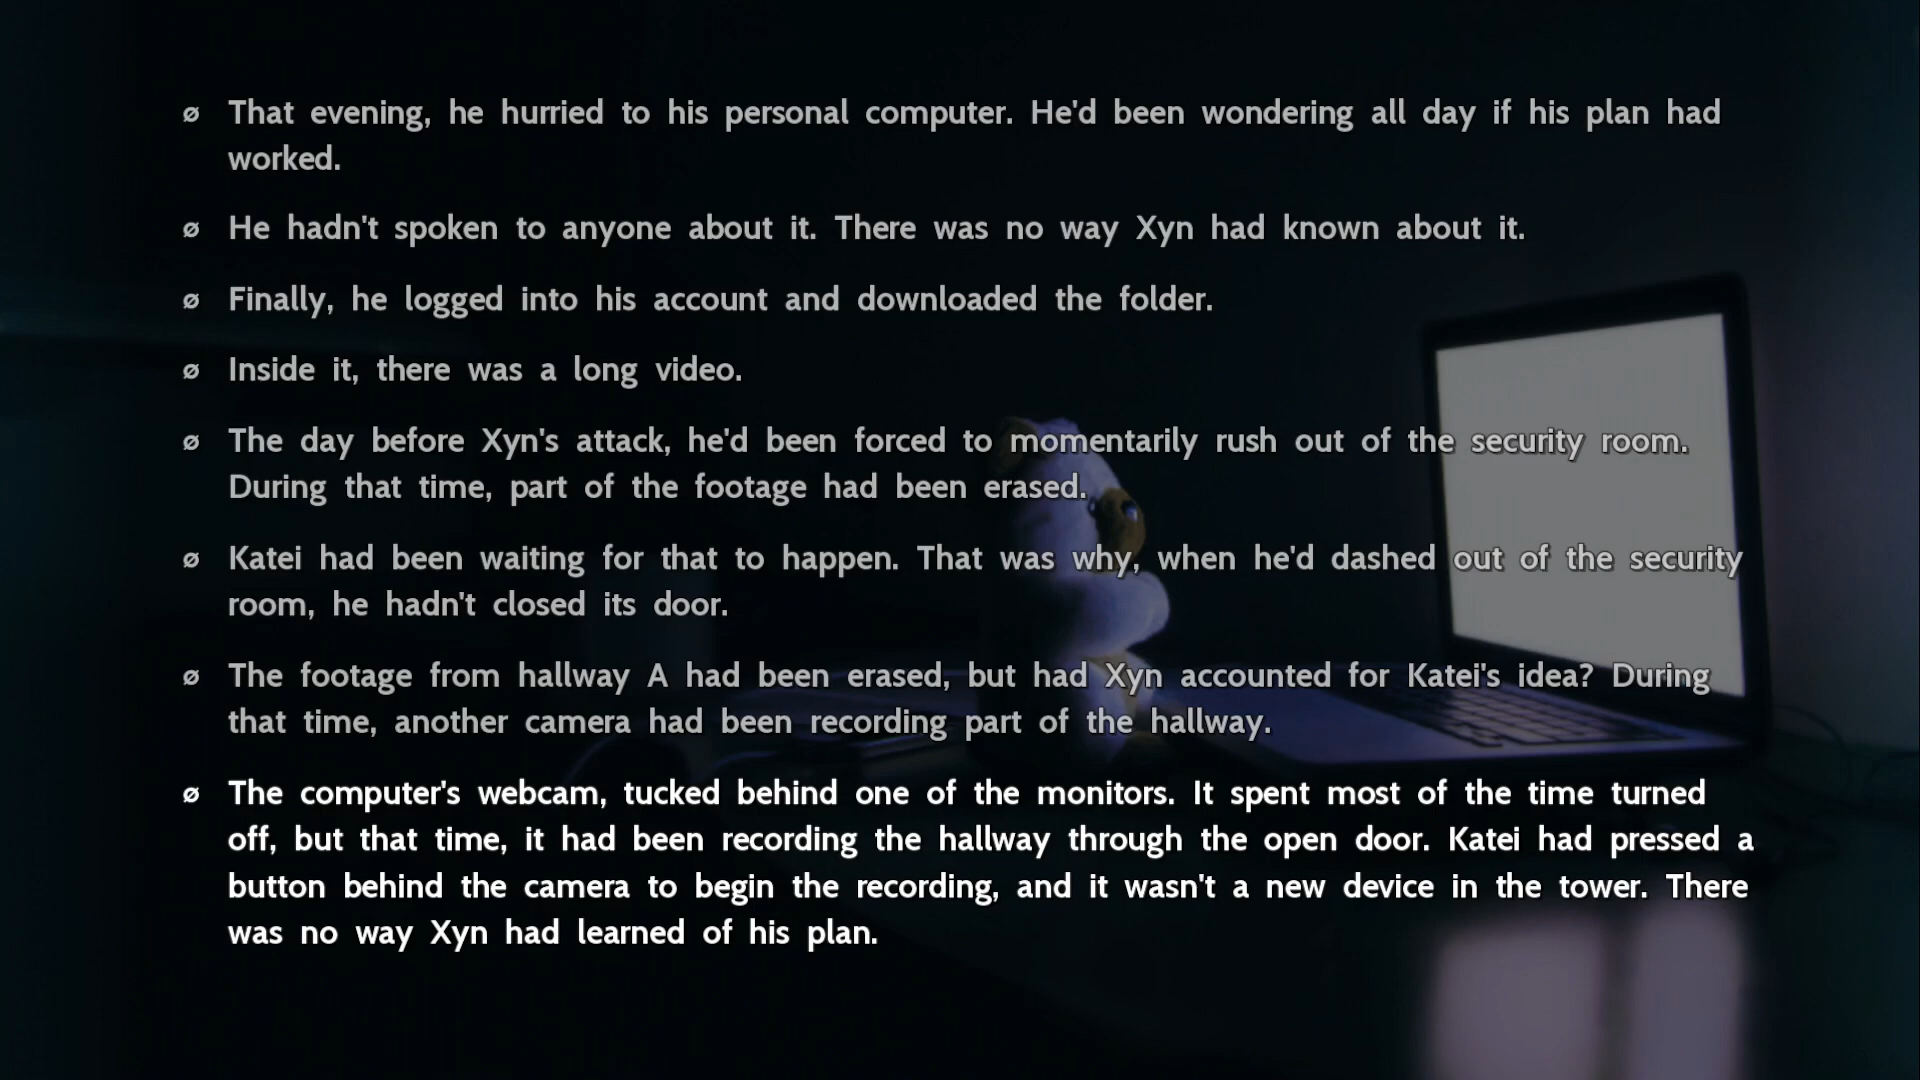 ø That evening, he hurried to his personal computer. He'd been wondering all day if his plan had
worked.
ø He hadn't spoken to anyone about it. There was no way Xyn had known about it.
ø Finally, he logged into his account and downloaded the folder.
ø Inside it, there was a long video.
ø The day before Xyn's attack, he'd been forced to momentarily rush out of the security room.
During that time, part of the footage had been erased.
ø Katei had been waiting for that to happen. That was why, when he'd dashed out of the security
room, he hadn't closed its door.
ø The footage from hallway A had been erased, but had Xyn accounted for Katei's idea? During
that time, another camera had been recording part of the hallway.
ø The computer's webcam, tucked behind one of the monitors. It spent most of the time turned
off, but that time, it had been recording the hallway through the open door. Katei had pressed a
button behind the camera to begin the recording, and it wasn't a new device in the tower. There
was no way Xyn had learned of his plan.